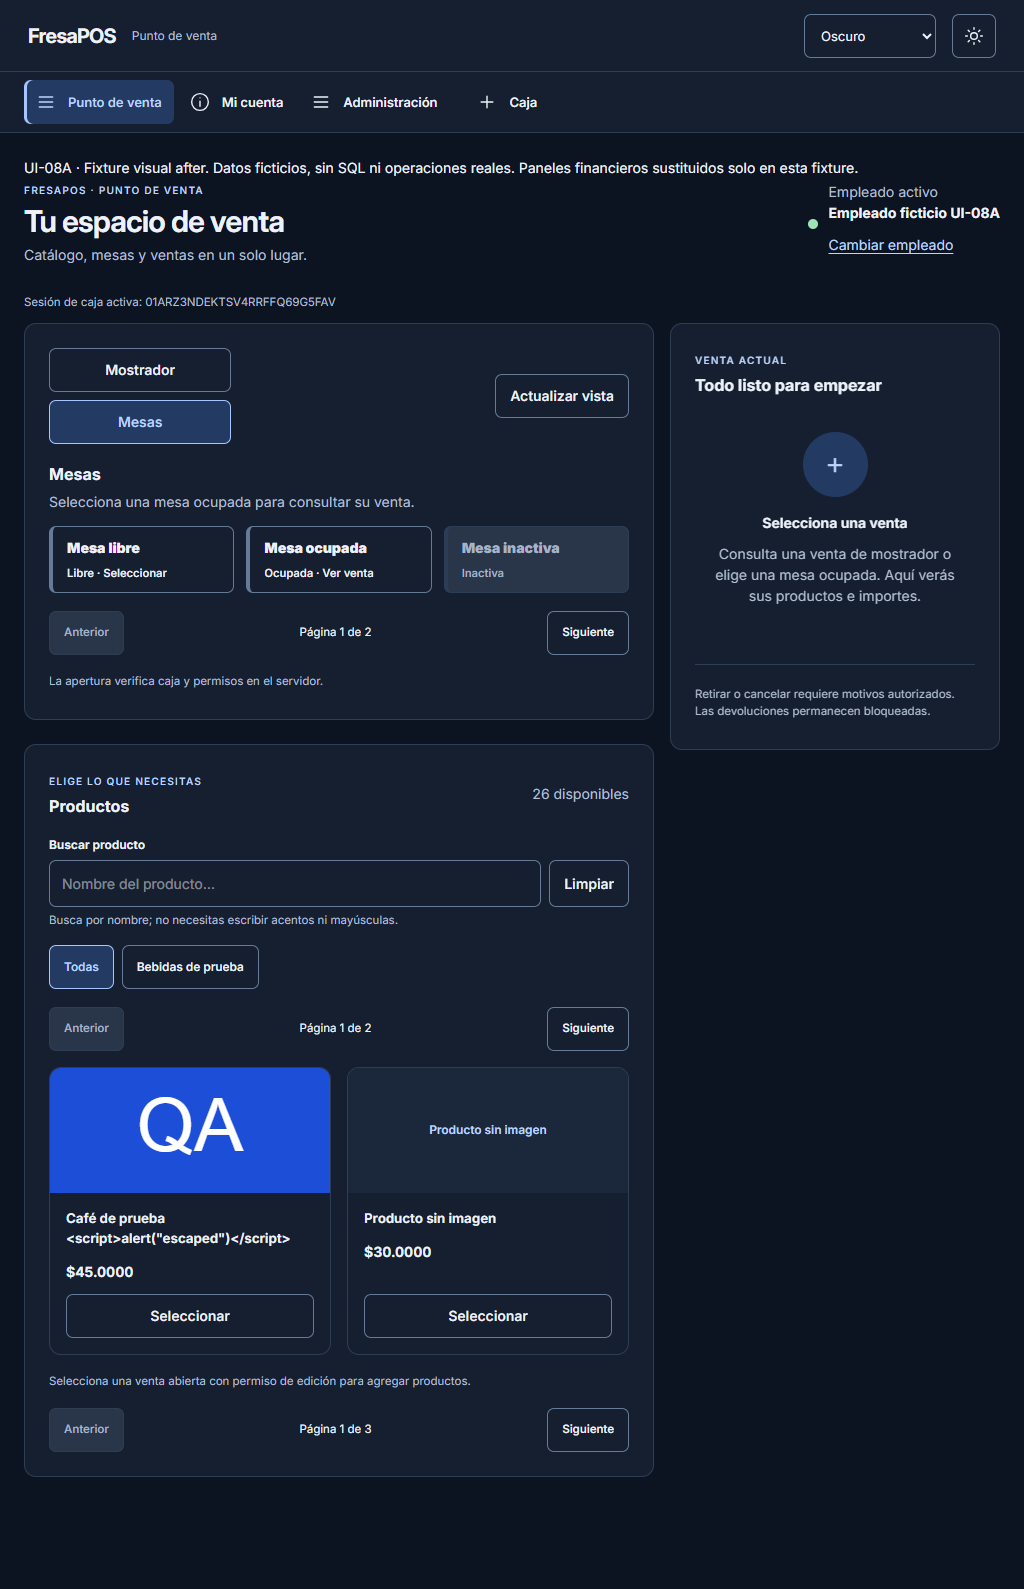 FresaPOS
Punto de venta
Oscuro
Punto de venta
Mi cuenta
Administración
Caja
UI-08A · Fixture visual after. Datos ficticios, sin SQL ni operaciones reales. Paneles financieros sustituidos solo en esta fixture.
FRESAPOS · PUNTO DE VENTA
Tu espacio de venta
Catálogo, mesas y ventas en un solo lugar.
Empleado activo
Empleado ficticio UI-08A
Cambiar empleado
Sesión de caja activa: 01ARZ3NDEKTSV4RRFFQ69G5FAV
Mostrador
Mesas
Actualizar vista
Mesas
Selecciona una mesa ocupada para consultar su venta.
Mesa libre
Libre · Seleccionar
Mesa ocupada
Ocupada · Ver venta
Mesa inactiva
Inactiva
Anterior
Página 1 de 2
Siguiente
La apertura verifica caja y permisos en el servidor.
VENTA ACTUAL
Todo listo para empezar
Selecciona una venta
Consulta una venta de mostrador o
elige una mesa ocupada. Aquí verás
sus productos e importes.
Retirar o cancelar requiere motivos autorizados.
Las devoluciones permanecen bloqueadas.
ELIGE LO QUE NECESITAS
Productos
26 disponibles
Buscar producto
Nombre del producto...
Limpiar
Busca por nombre; no necesitas escribir acentos ni mayúsculas.
Todas
Bebidas de prueba
Anterior
Página 1 de 2
Siguiente
QA
Café de prueba
<script>alert("escaped")</script>
$45.0000
Seleccionar
Producto sin imagen
Producto sin imagen
$30.0000
Seleccionar
Selecciona una venta abierta con permiso de edición para agregar productos.
Anterior
Página 1 de 3
Siguiente